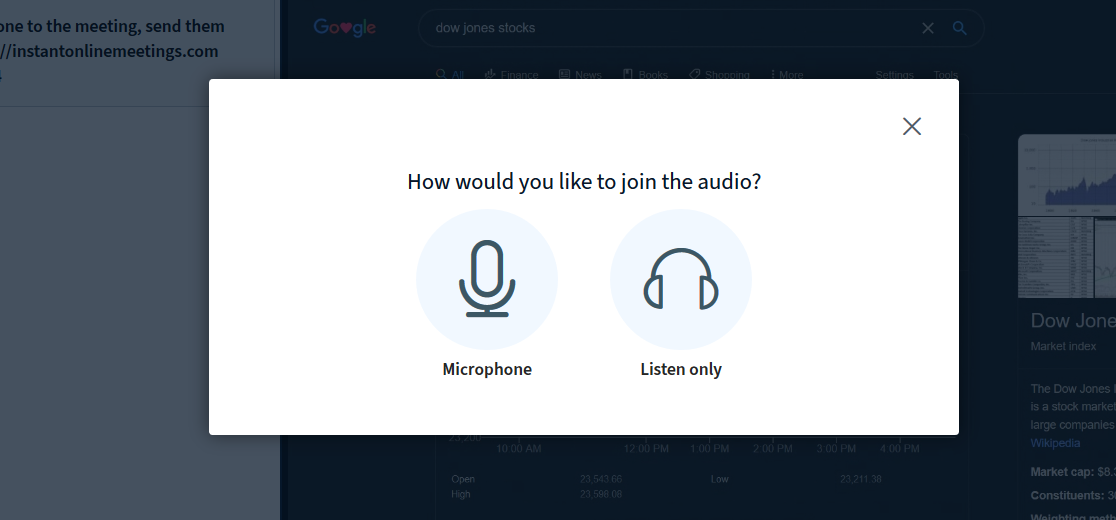 one to the meeting, send them
//instantonlinemeetings.com
Google
dow jones stocks
All Finance News Books Shopping More Settings Tools
How would you like to join the audio?
Microphone Listen only
Dow Jone
Market index
The Dow Jones
is a stock market
large companies
Wikipedia
Market cap: $8.
Constituents: 3
Weighting meth
23,200
10:00 AM 12:00 PM 1:00 PM 2:00 PM 3:00 PM 4:00 PM
Open 23,543.66 Low 23,211.38
High 23,598.08